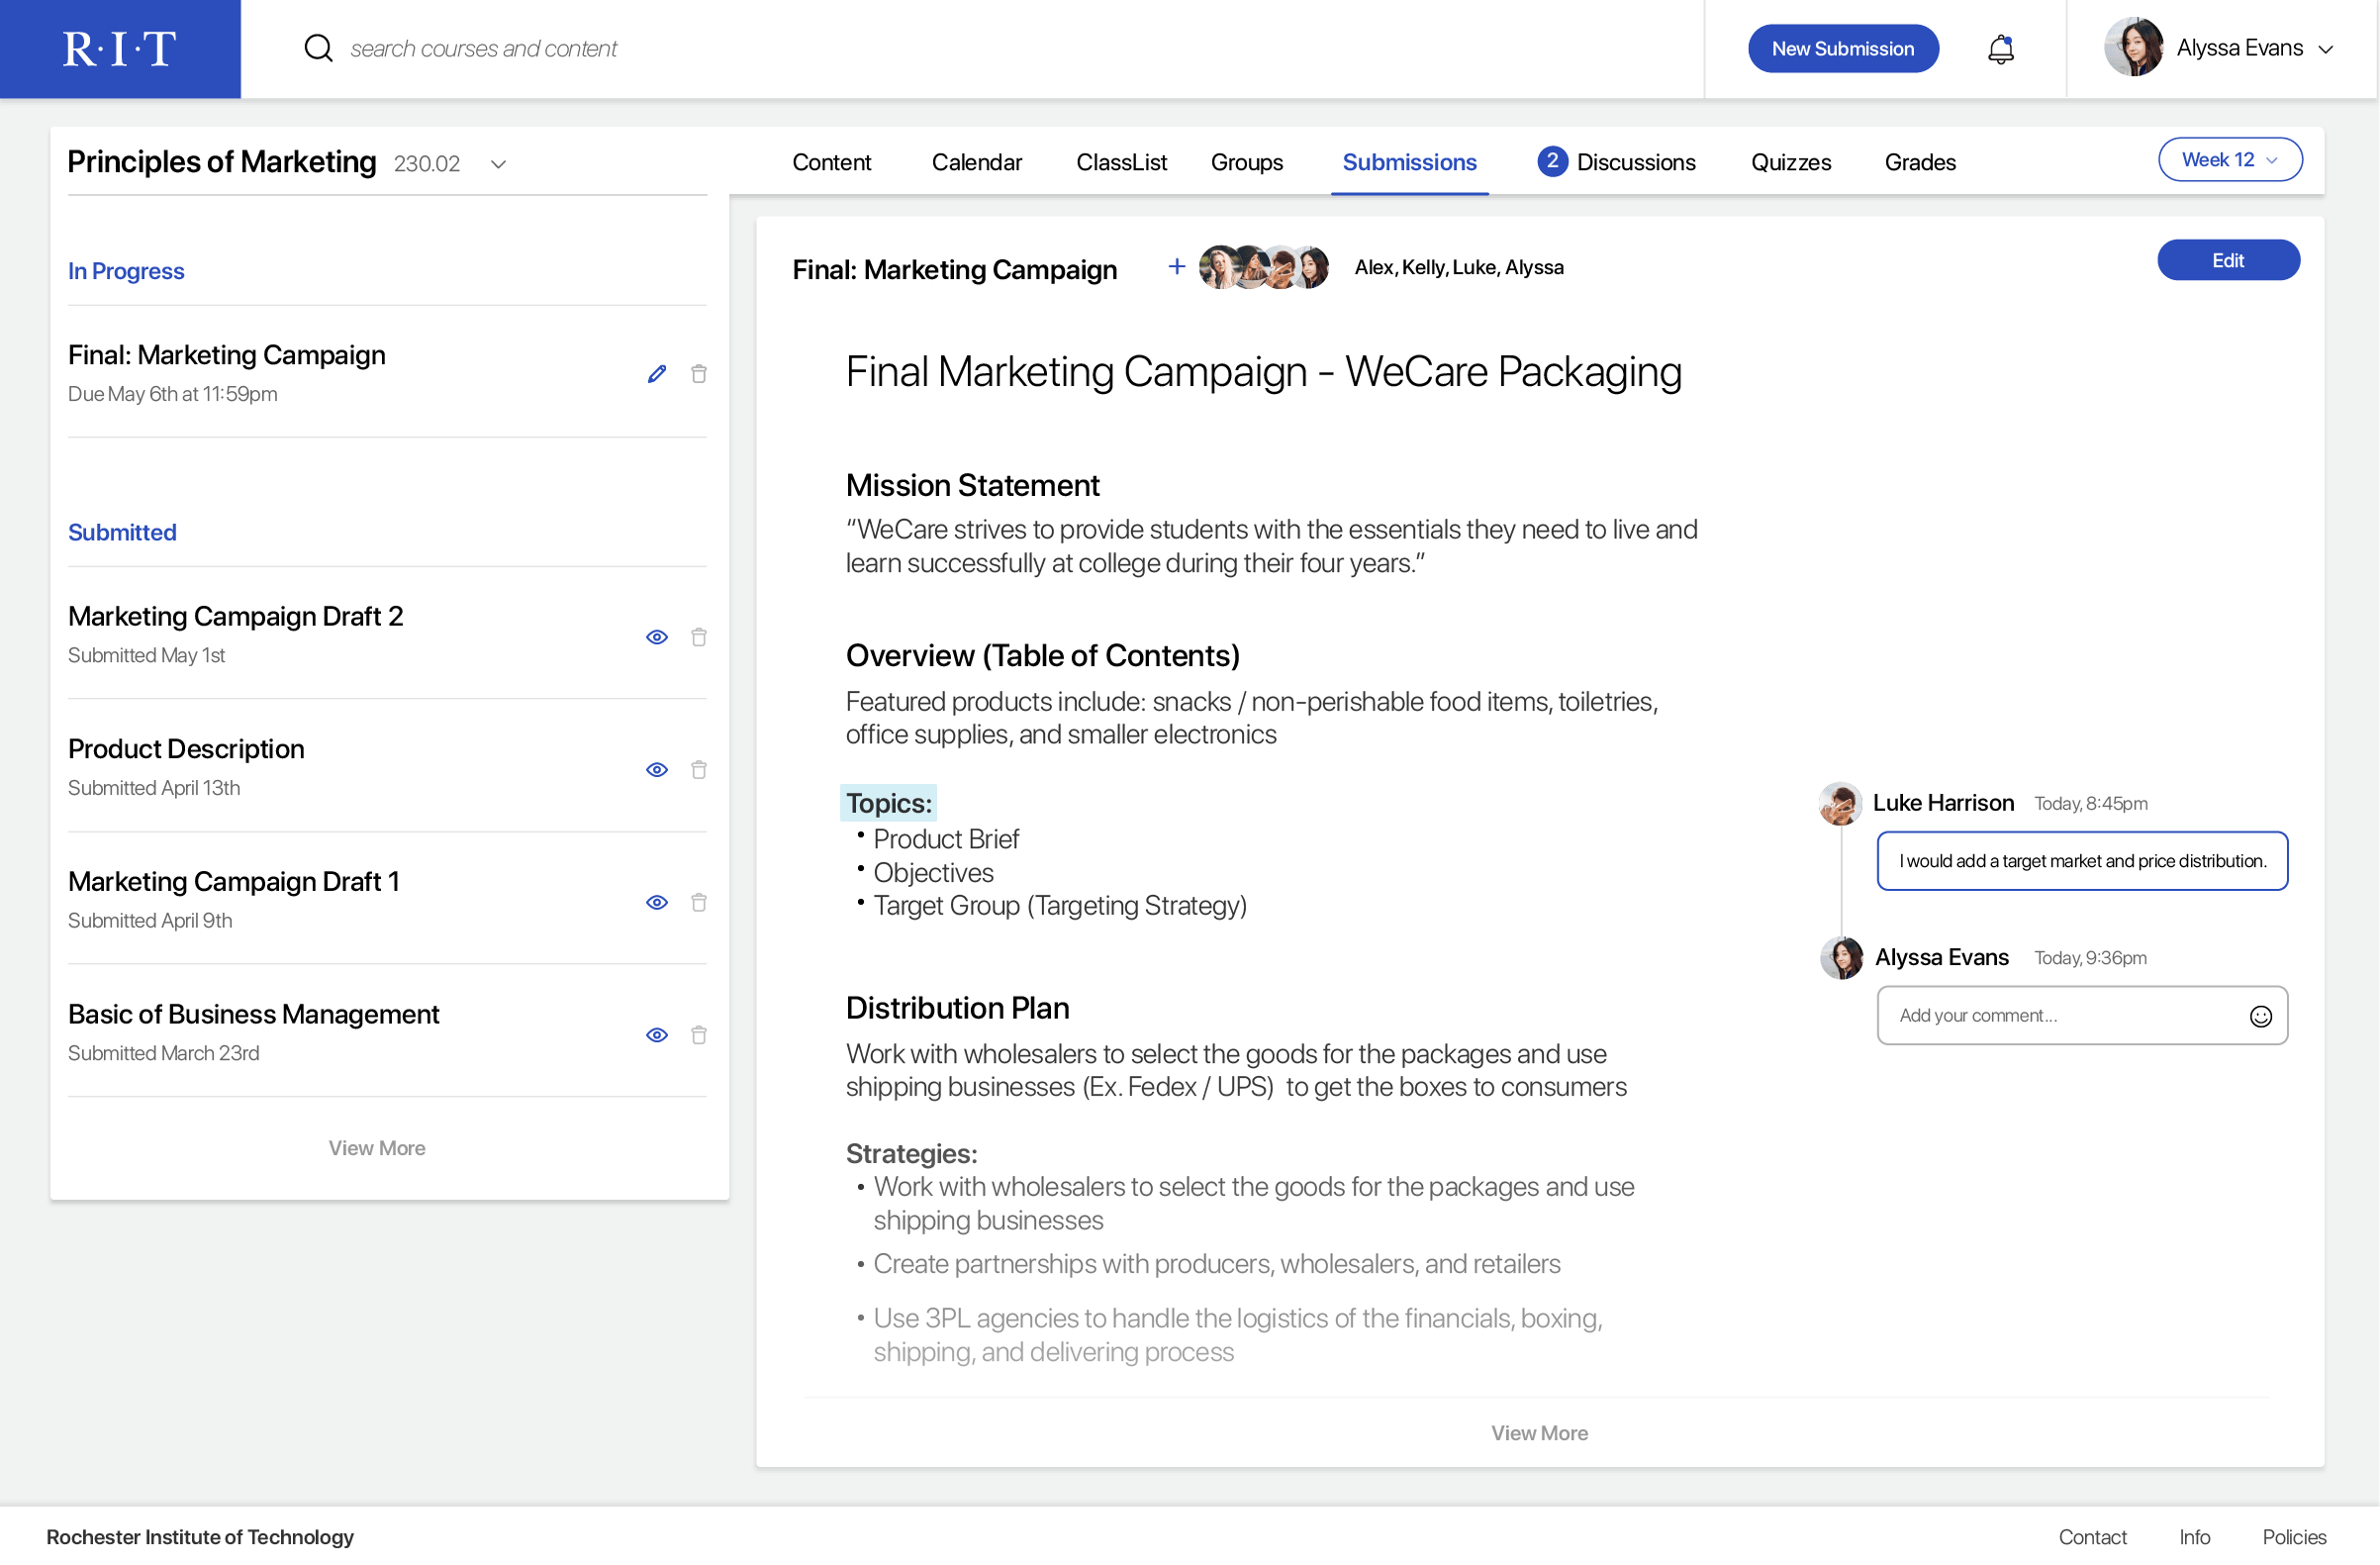 R·I·T
search courses and content
New Submission
Alyssa Evans
Principles of Marketing 230.02
Content Calendar ClassList Groups Submissions 2 Discussions Quizzes Grades
Week 12
In Progress
Final: Marketing Campaign
Due May 6th at 11:59pm
Submitted
Marketing Campaign Draft 2
Submitted May 1st
Product Description
Submitted April 13th
Marketing Campaign Draft 1
Submitted April 9th
Basic of Business Management
Submitted March 23rd
View More
Final: Marketing Campaign
Alex, Kelly, Luke, Alyssa
Edit
Final Marketing Campaign - WeCare Packaging
Mission Statement
“WeCare strives to provide students with the essentials they need to live and
learn successfully at college during their four years.”
Overview (Table of Contents)
Featured products include: snacks / non-perishable food items, toiletries,
office supplies, and smaller electronics
Topics:
• Product Brief
• Objectives
• Target Group (Targeting Strategy)
Distribution Plan
Work with wholesalers to select the goods for the packages and use
shipping businesses (Ex. Fedex / UPS) to get the boxes to consumers
Strategies:
• Work with wholesalers to select the goods for the packages and use
shipping businesses
• Create partnerships with producers, wholesalers, and retailers
• Use 3PL agencies to handle the logistics of the financials, boxing,
shipping, and delivering process
View More
Luke Harrison Today, 8:45pm
I would add a target market and price distribution.
Alyssa Evans Today, 9:36pm
Add your comment...
Rochester Institute of Technology
Contact Info Policies